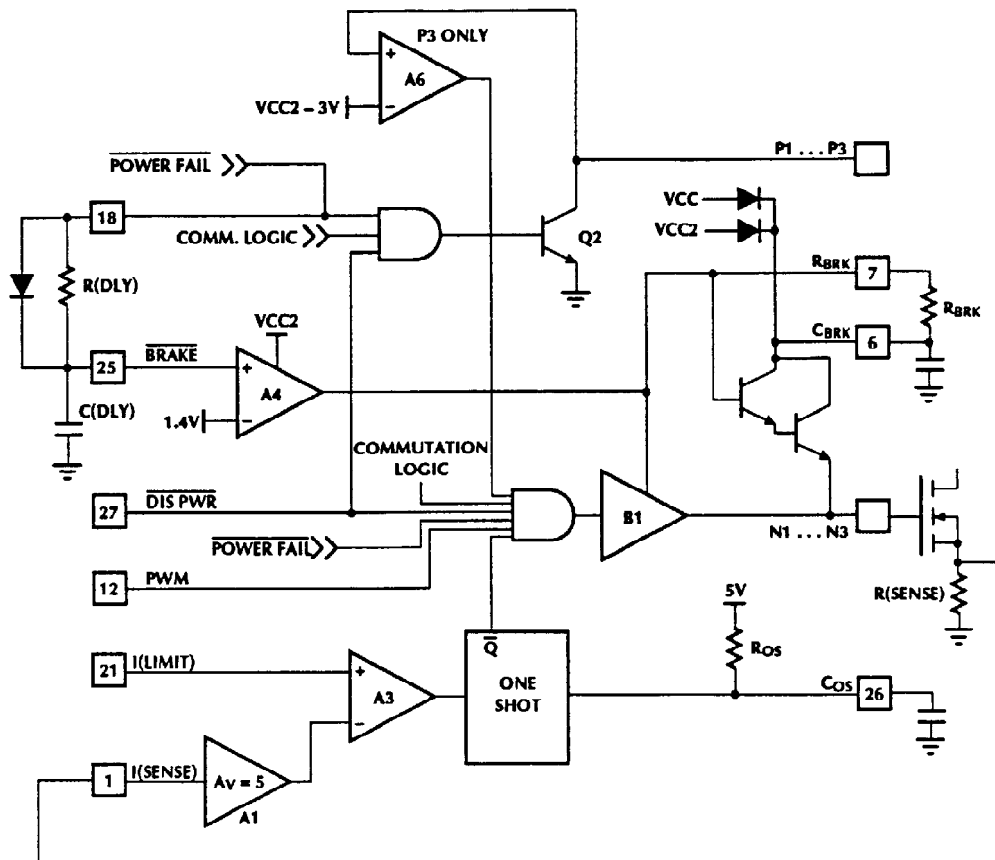 P3 ONLY
+
A6
VCC2 – 3V
−
POWER FAIL
P1 . . . P3
VCC
18
COMM. LOGIC
VCC2
Q2
RBRK
7
R(DLY)
RBRK
VCC2
CBRK
6
25
BRAKE
+
A4
C(DLY)
1.4V
−
COMMUTATION
LOGIC
27
DIS PWR
B1
N1 . . . N3
POWER FAIL
12
PWM
R(SENSE)
5V
Q
ROS
21
I(LIMIT)
+
A3
ONE
SHOT
COS
26
−
1
I(SENSE)
AV = 5
A1